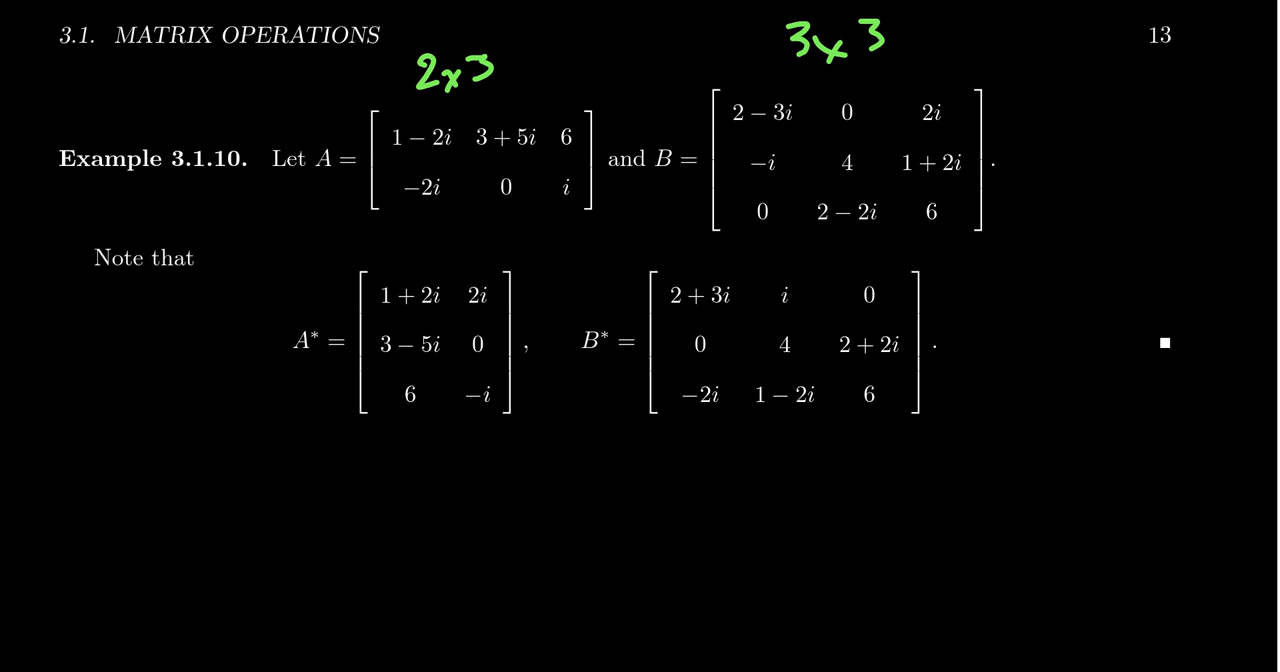 3.1. MATRIX OPERATIONS 13
2x3 3x3
Example 3.1.10. Let A = [ 1 − 2i 3 + 5i 6 ; −2i 0 i ] and B = [ 2 − 3i 0 2i ; −i 4 1 + 2i ; 0 2 − 2i 6 ].
Note that
A* = [ 1 + 2i 2i ; 3 − 5i 0 ; 6 −i ], B* = [ 2 + 3i i 0 ; 0 4 2 + 2i ; −2i 1 − 2i 6 ]. ■